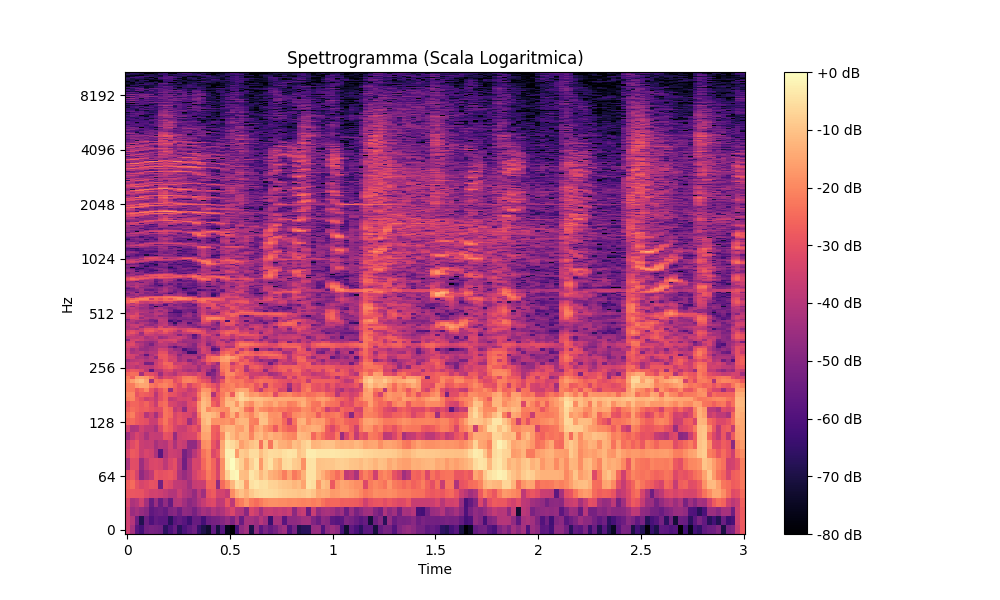 Spettrogramma (Scala Logaritmica)
Hz
8192
4096
2048
1024
512
256
128
64
0
0 0.5 1 1.5 2 2.5 3
Time
+0 dB
-10 dB
-20 dB
-30 dB
-40 dB
-50 dB
-60 dB
-70 dB
-80 dB